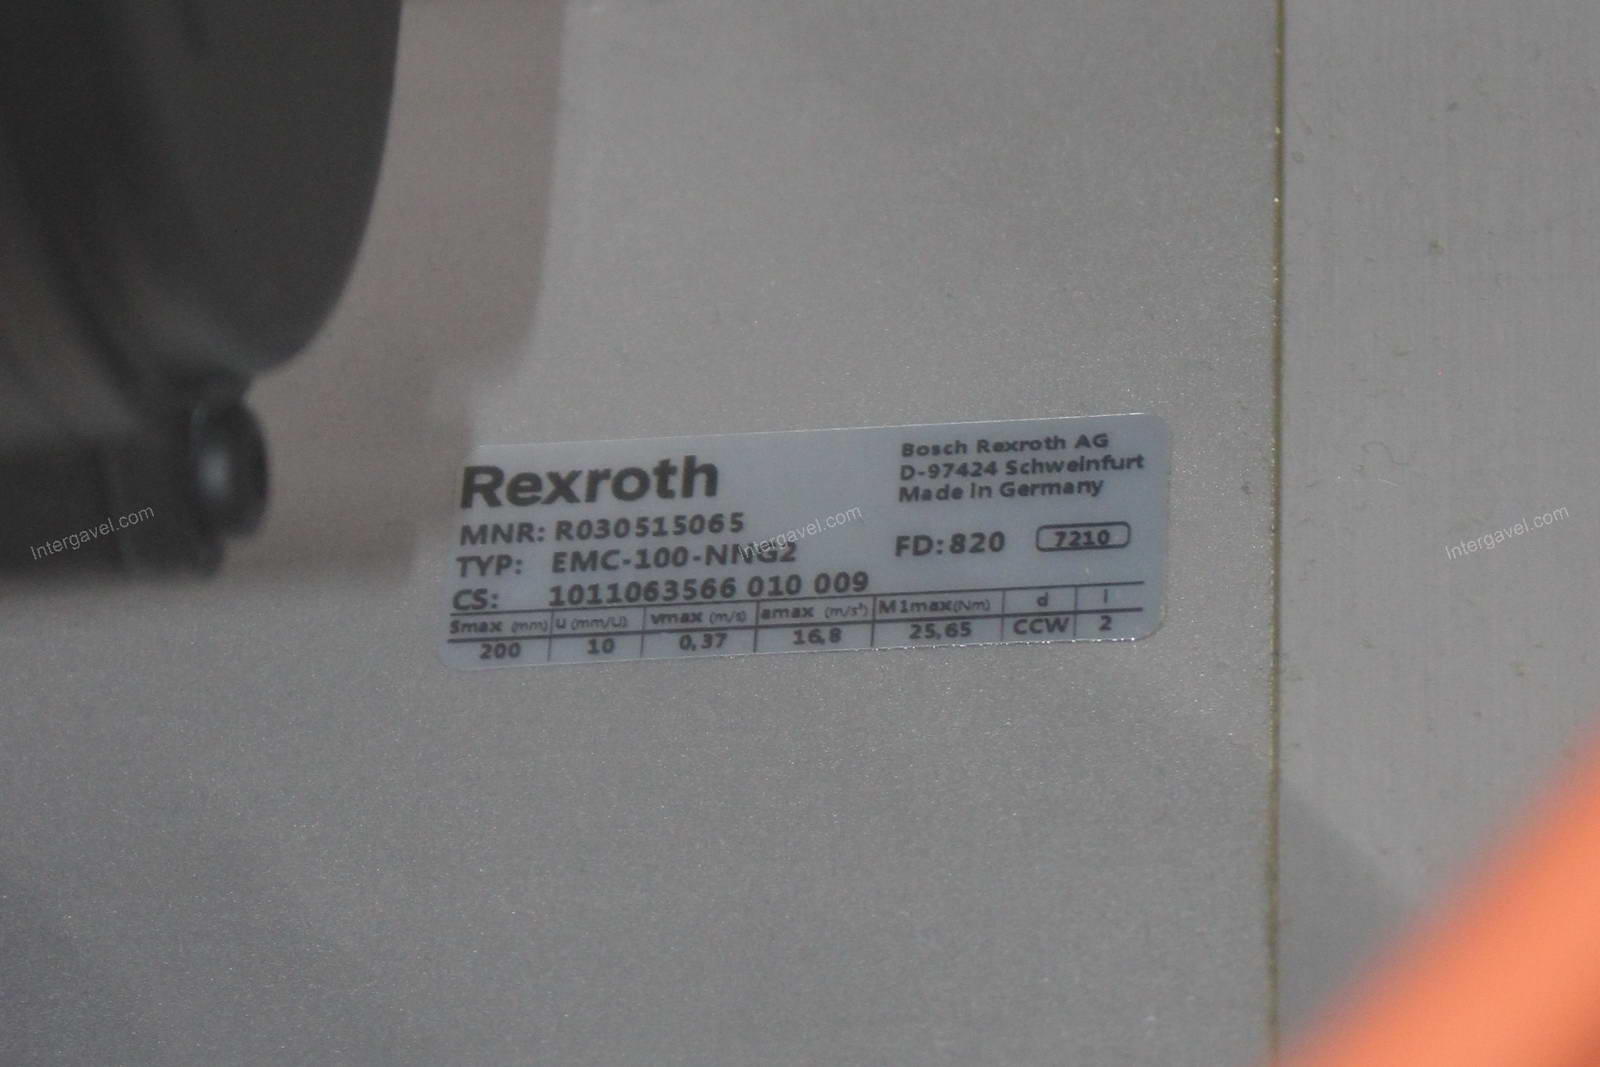 Rexroth
Bosch Rexroth AG
D-97424 Schweinfurt
Made in Germany
MNR: R030515065
TYP: EMC-100-NNG2
FD: 820 7210
CS: 1011063566 010 009
Smax (mm) u (mm/U) vmax (m/s) amax (m/s²) M1max(Nm) d i
200 10 0,37 16,8 25,65 CCW 2
Intergavel.com
Intergavel.com
Intergavel.com